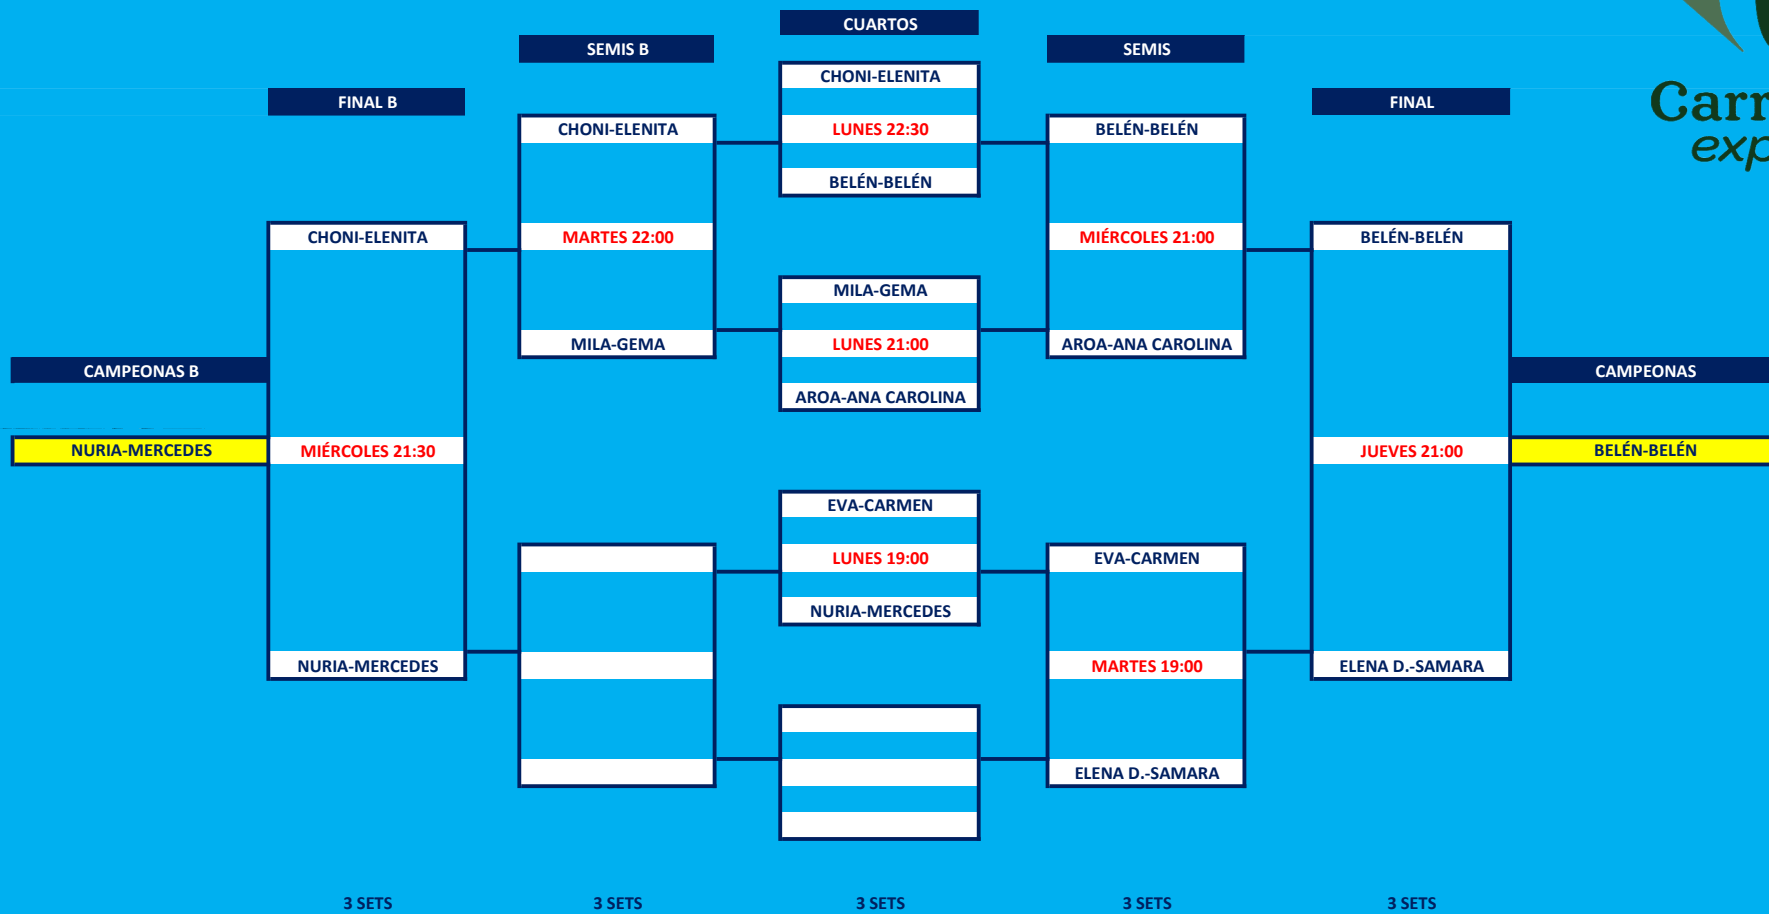 CUARTOS
SEMIS B
SEMIS
CHONI-ELENITA
FINAL B
FINAL
CHONI-ELENITA
LUNES 22:30
BELÉN-BELÉN
BELÉN-BELÉN
CHONI-ELENITA
MARTES 22:00
MIÉRCOLES 21:00
BELÉN-BELÉN
MILA-GEMA
MILA-GEMA
LUNES 21:00
AROA-ANA CAROLINA
CAMPEONAS B
CAMPEONAS
AROA-ANA CAROLINA
NURIA-MERCEDES
MIÉRCOLES 21:30
JUEVES 21:00
BELÉN-BELÉN
EVA-CARMEN
LUNES 19:00
EVA-CARMEN
NURIA-MERCEDES
NURIA-MERCEDES
MARTES 19:00
ELENA D.-SAMARA
ELENA D.-SAMARA
3 SETS
3 SETS
3 SETS
3 SETS
3 SETS